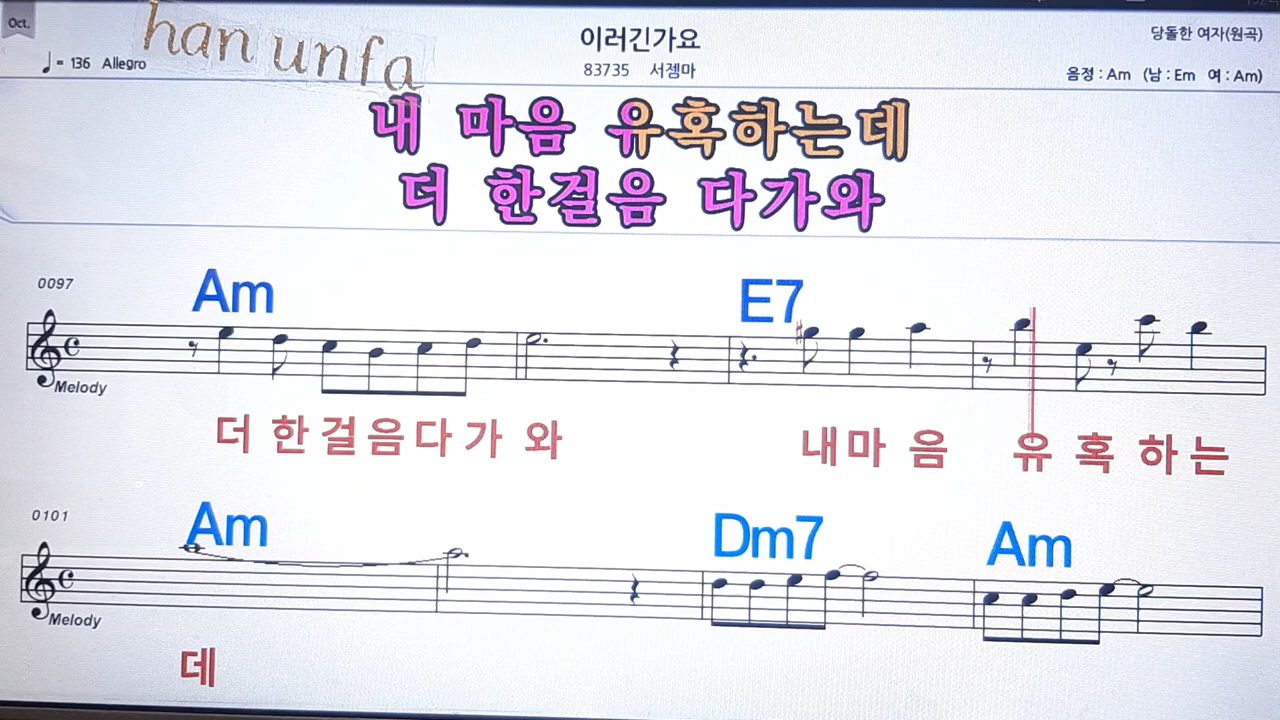 Oct.
han unfa
이러긴가요
당돌한 여자(원곡)
♩= 136 Allegro
83735 서젬마
음정 : Am (남 : Em 여 : Am)
내 마음 유혹하는데
더 한걸음 다가와
0097
Am E7
Melody
더 한걸음다가 와 내마 음 유 혹 하 는
0101
Am Dm7 Am
Melody
데